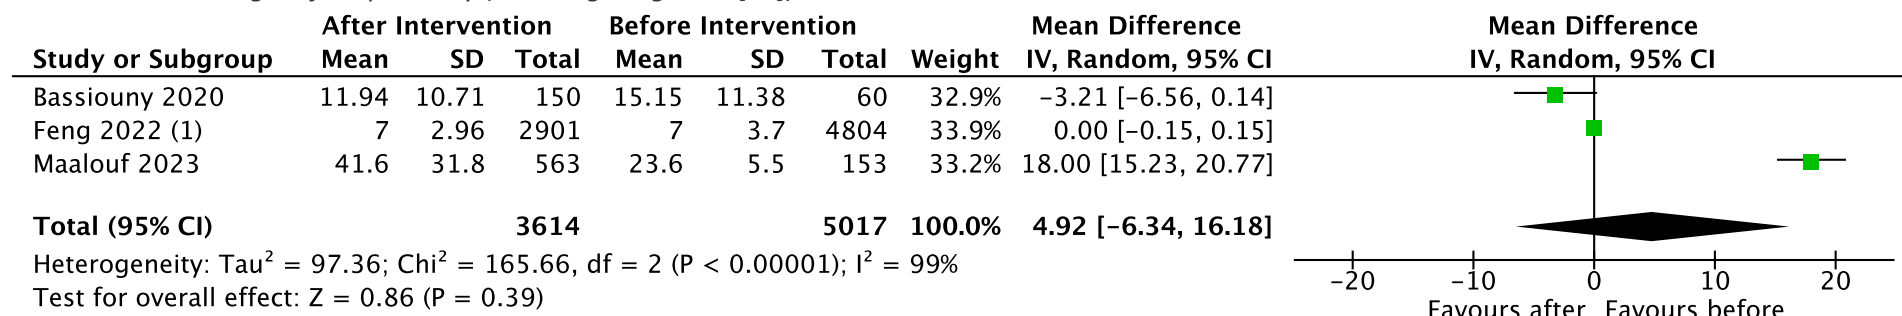 After Intervention Before Intervention Mean Difference Mean Difference
Study or Subgroup Mean SD Total Mean SD Total Weight IV, Random, 95% CI IV, Random, 95% CI
Bassiouny 2020 11.94 10.71 150 15.15 11.38 60 32.9% −3.21 [−6.56, 0.14]
Feng 2022 (1) 7 2.96 2901 7 3.7 4804 33.9% 0.00 [−0.15, 0.15]
Maalouf 2023 41.6 31.8 563 23.6 5.5 153 33.2% 18.00 [15.23, 20.77]
Total (95% CI) 3614 5017 100.0% 4.92 [−6.34, 16.18]
Heterogeneity: Tau² = 97.36; Chi² = 165.66, df = 2 (P < 0.00001); I² = 99%
Test for overall effect: Z = 0.86 (P = 0.39)
−20 −10 0 10 20
Favours after Favours before